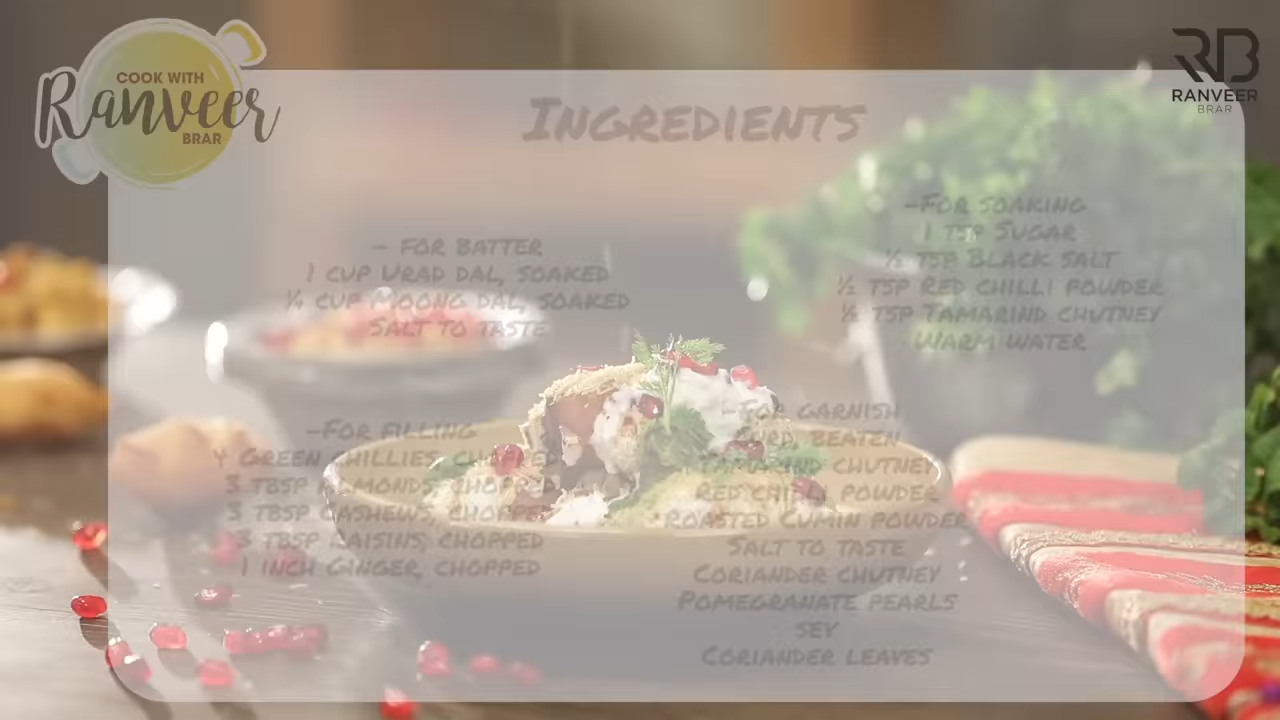 COOK WITH
Ranveer
BRAR
RB
RANVEER
BRAR
INGREDIENTS
- FOR BATTER
1 CUP URAD DAL, SOAKED
¼ CUP MOONG DAL, SOAKED
SALT TO TASTE
-FOR SOAKING
1 TSP SUGAR
½ TSP BLACK SALT
½ TSP RED CHILLI POWDER
½ TSP TAMARIND CHUTNEY
WARM WATER
-FOR FILLING
4 GREEN CHILLIES, CHOPPED
3 TBSP ALMONDS, CHOPPED
3 TBSP CASHEWS, CHOPPED
3 TBSP RAISINS, CHOPPED
1 INCH GINGER, CHOPPED
-FOR GARNISH
CURD, BEATEN
TAMARIND CHUTNEY
RED CHILLI POWDER
ROASTED CUMIN POWDER
SALT TO TASTE
CORIANDER CHUTNEY
POMEGRANATE PEARLS
SEV
CORIANDER LEAVES